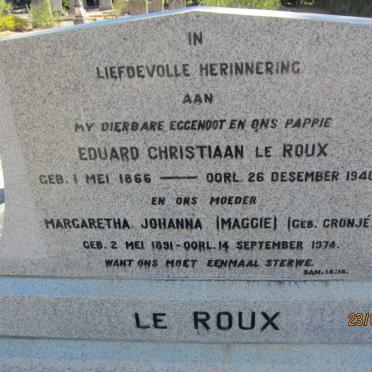 IN
LIEFDEVOLLE HERINNERING
AAN
MY DIERBARE EGGENOOT EN ONS PAPPIE
EDUARD CHRISTIAAN LE ROUX
GEB. 1 MEI 1866 — OORL. 26 DESEMBER 1940
EN ONS MOEDER
MARGARETHA JOHANNA (MAGGIE) (GEB. CRONJÉ)
GEB. 2 MEI 1891 - OORL. 14 SEPTEMBER 1974.
WANT ONS MOET EENMAAL STERWE.
SAM. 14:14.
LE ROUX
23/